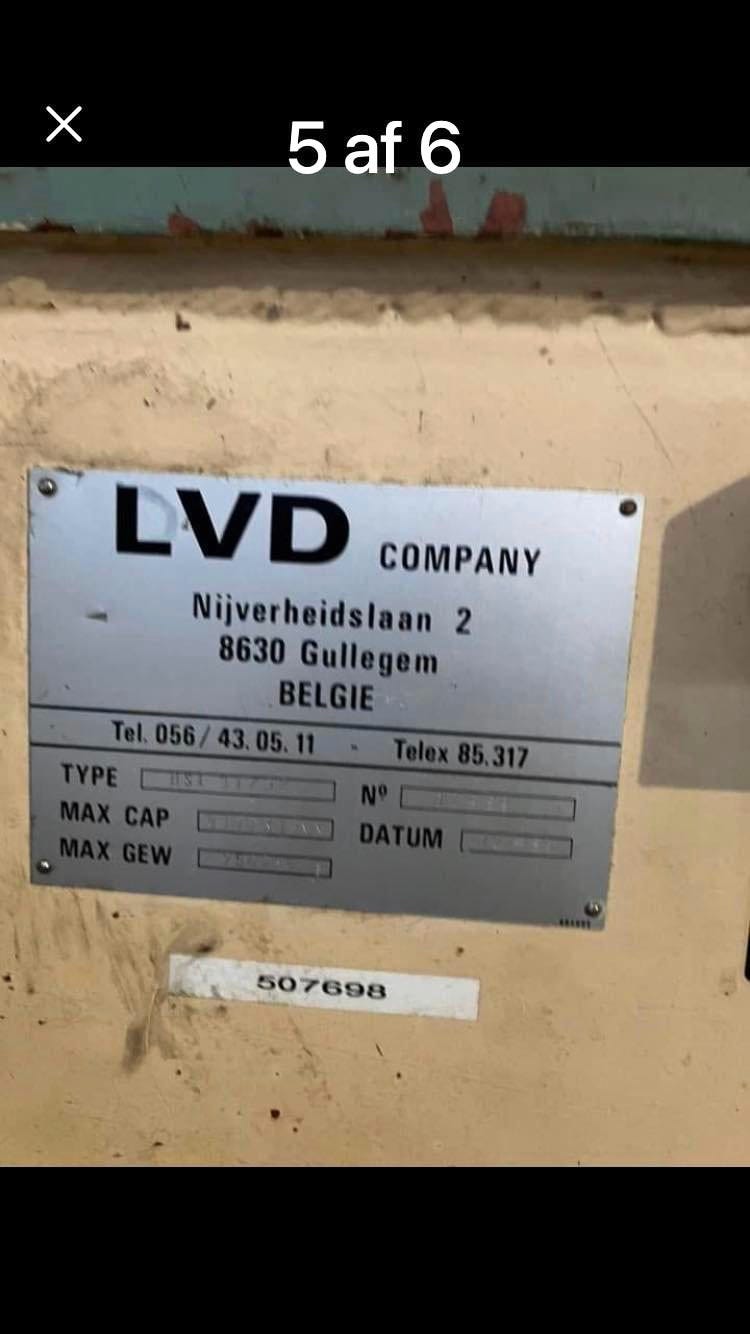 5 af 6
LVD COMPANY
Nijverheidslaan 2
8630 Gullegem
BELGIE
Tel. 056 / 43. 05. 11 - Telex 85.317
TYPE Nº
MAX CAP DATUM
MAX GEW
507698